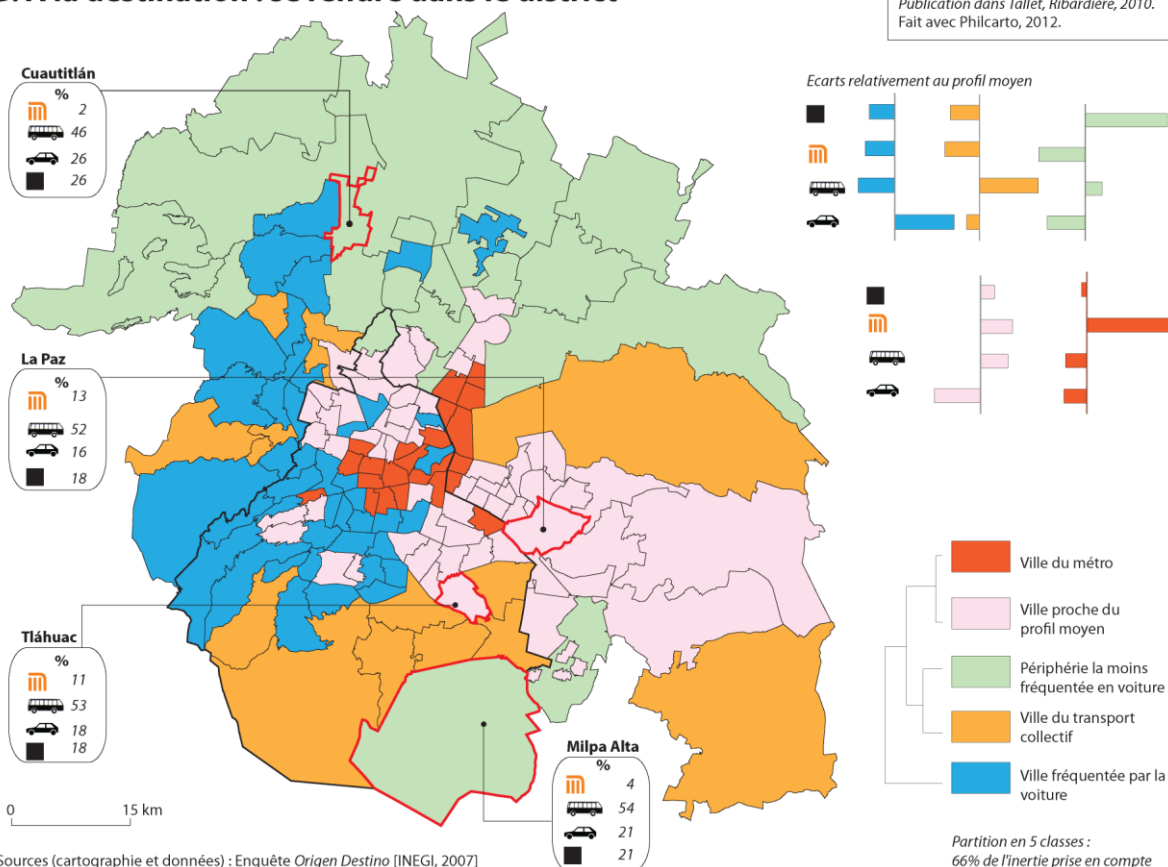 Publication dans Tallet, Ribardière, 2010.
Fait avec Philcarto, 2012.
Ecarts relativement au profil moyen
Cuautitlán
%
2
46
26
26
La Paz
%
13
52
16
18
Tláhuac
%
11
53
18
18
Milpa Alta
%
4
54
21
21
Ville du métro
Ville proche du
profil moyen
Périphérie la moins
fréquentée en voiture
Ville du transport
collectif
Ville fréquentée par la
voiture
0 15 km
Partition en 5 classes :
66% de l'inertie prise en compte
Sources (cartographie et données) : Enquête Origen Destino [INEGI, 2007]